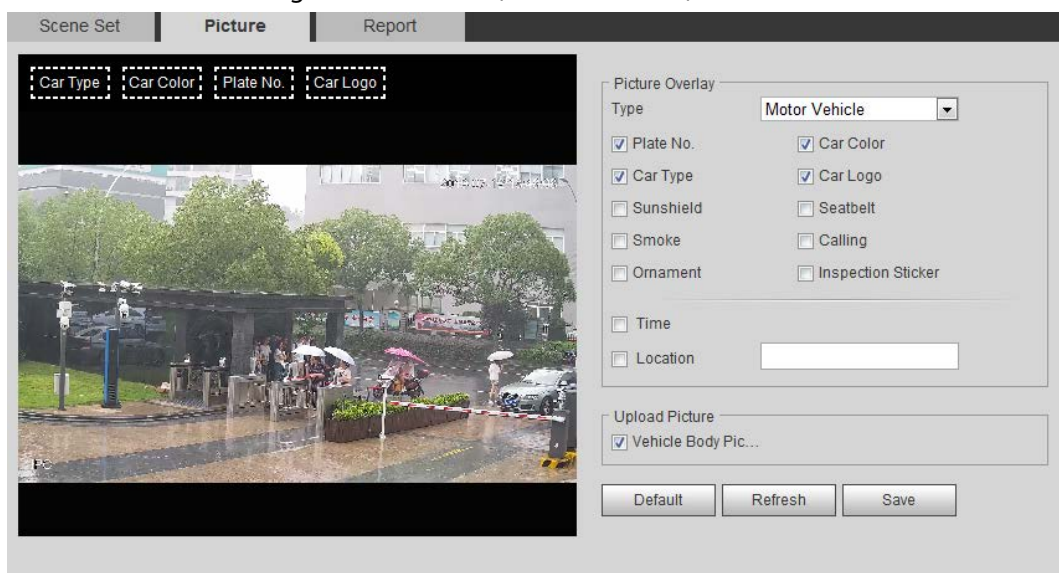 Scene Set Picture Report
Car Type Car Color Plate No. Car Logo
Picture Overlay
Type Motor Vehicle
Plate No. Car Color
Car Type Car Logo
Sunshield Seatbelt
Smoke Calling
Ornament Inspection Sticker
Time
Location
Upload Picture
Vehicle Body Pic...
Default Refresh Save